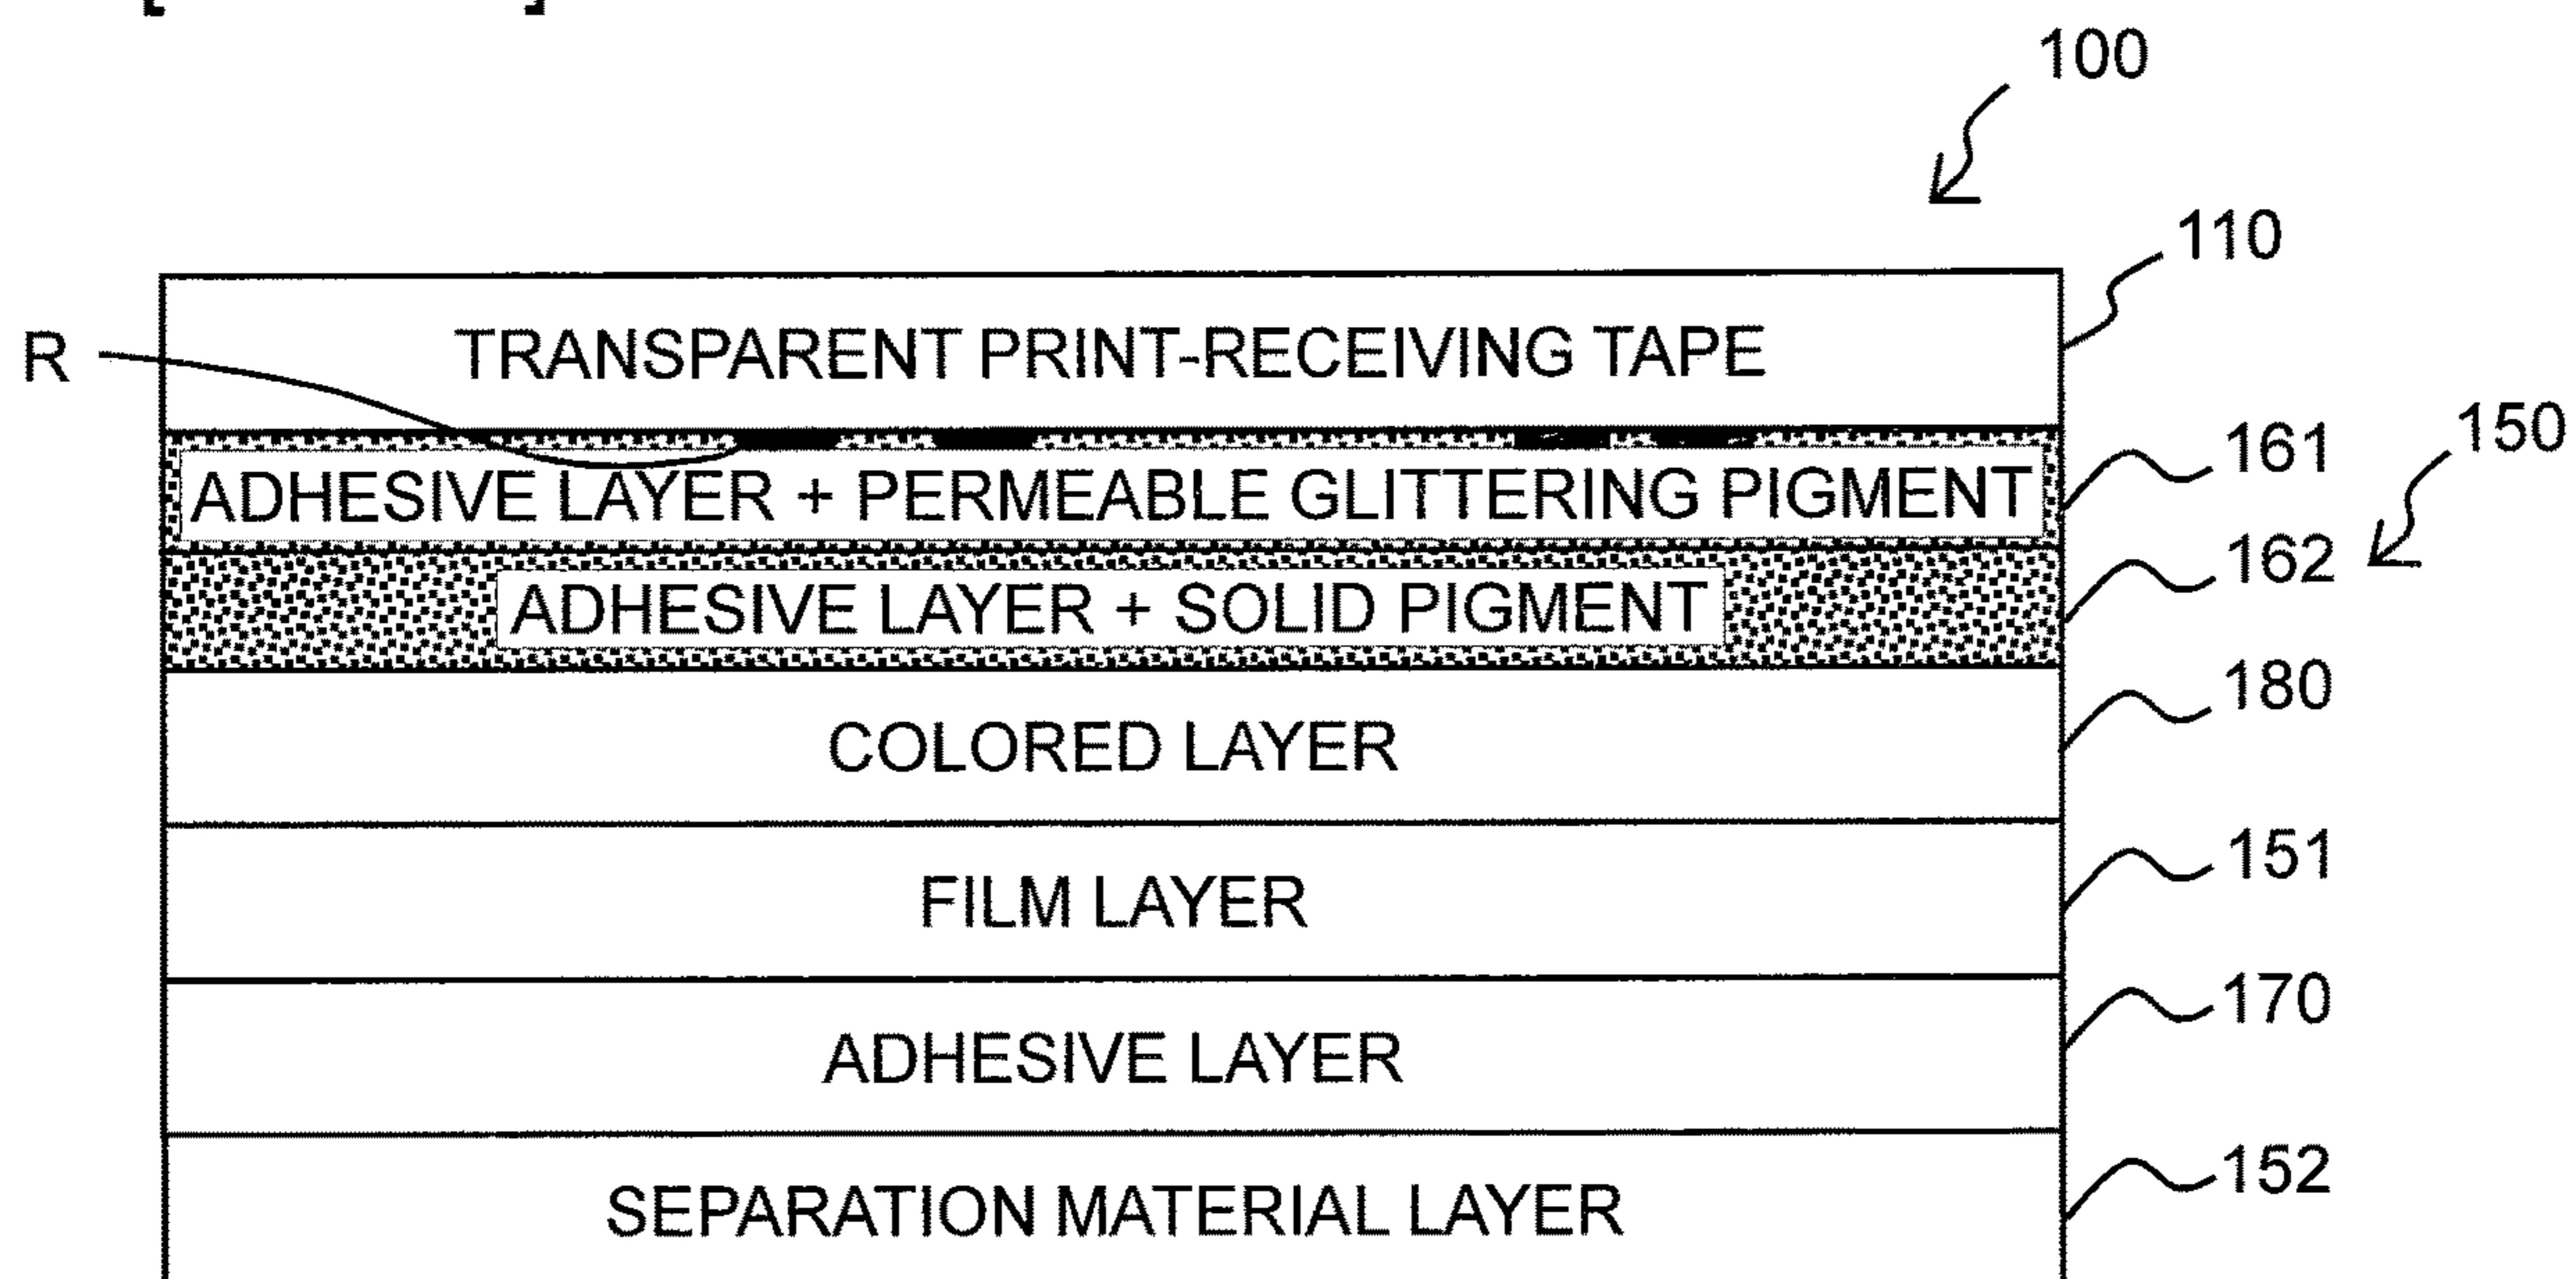 100
110
TRANSPARENT PRINT-RECEIVING TAPE
R
161
150
ADHESIVE LAYER + PERMEABLE GLITTERING PIGMENT
162
ADHESIVE LAYER + SOLID PIGMENT
180
COLORED LAYER
151
FILM LAYER
170
ADHESIVE LAYER
152
SEPARATION MATERIAL LAYER